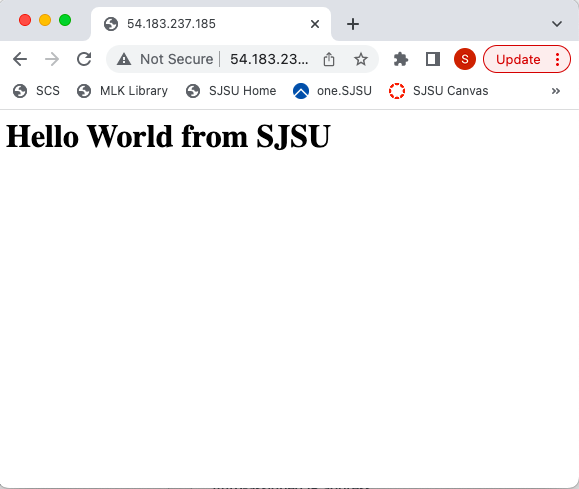 54.183.237.185
Not Secure 54.183.23...
S
Update
SCS
MLK Library
SJSU Home
one.SJSU
SJSU Canvas
»
Hello World from SJSU